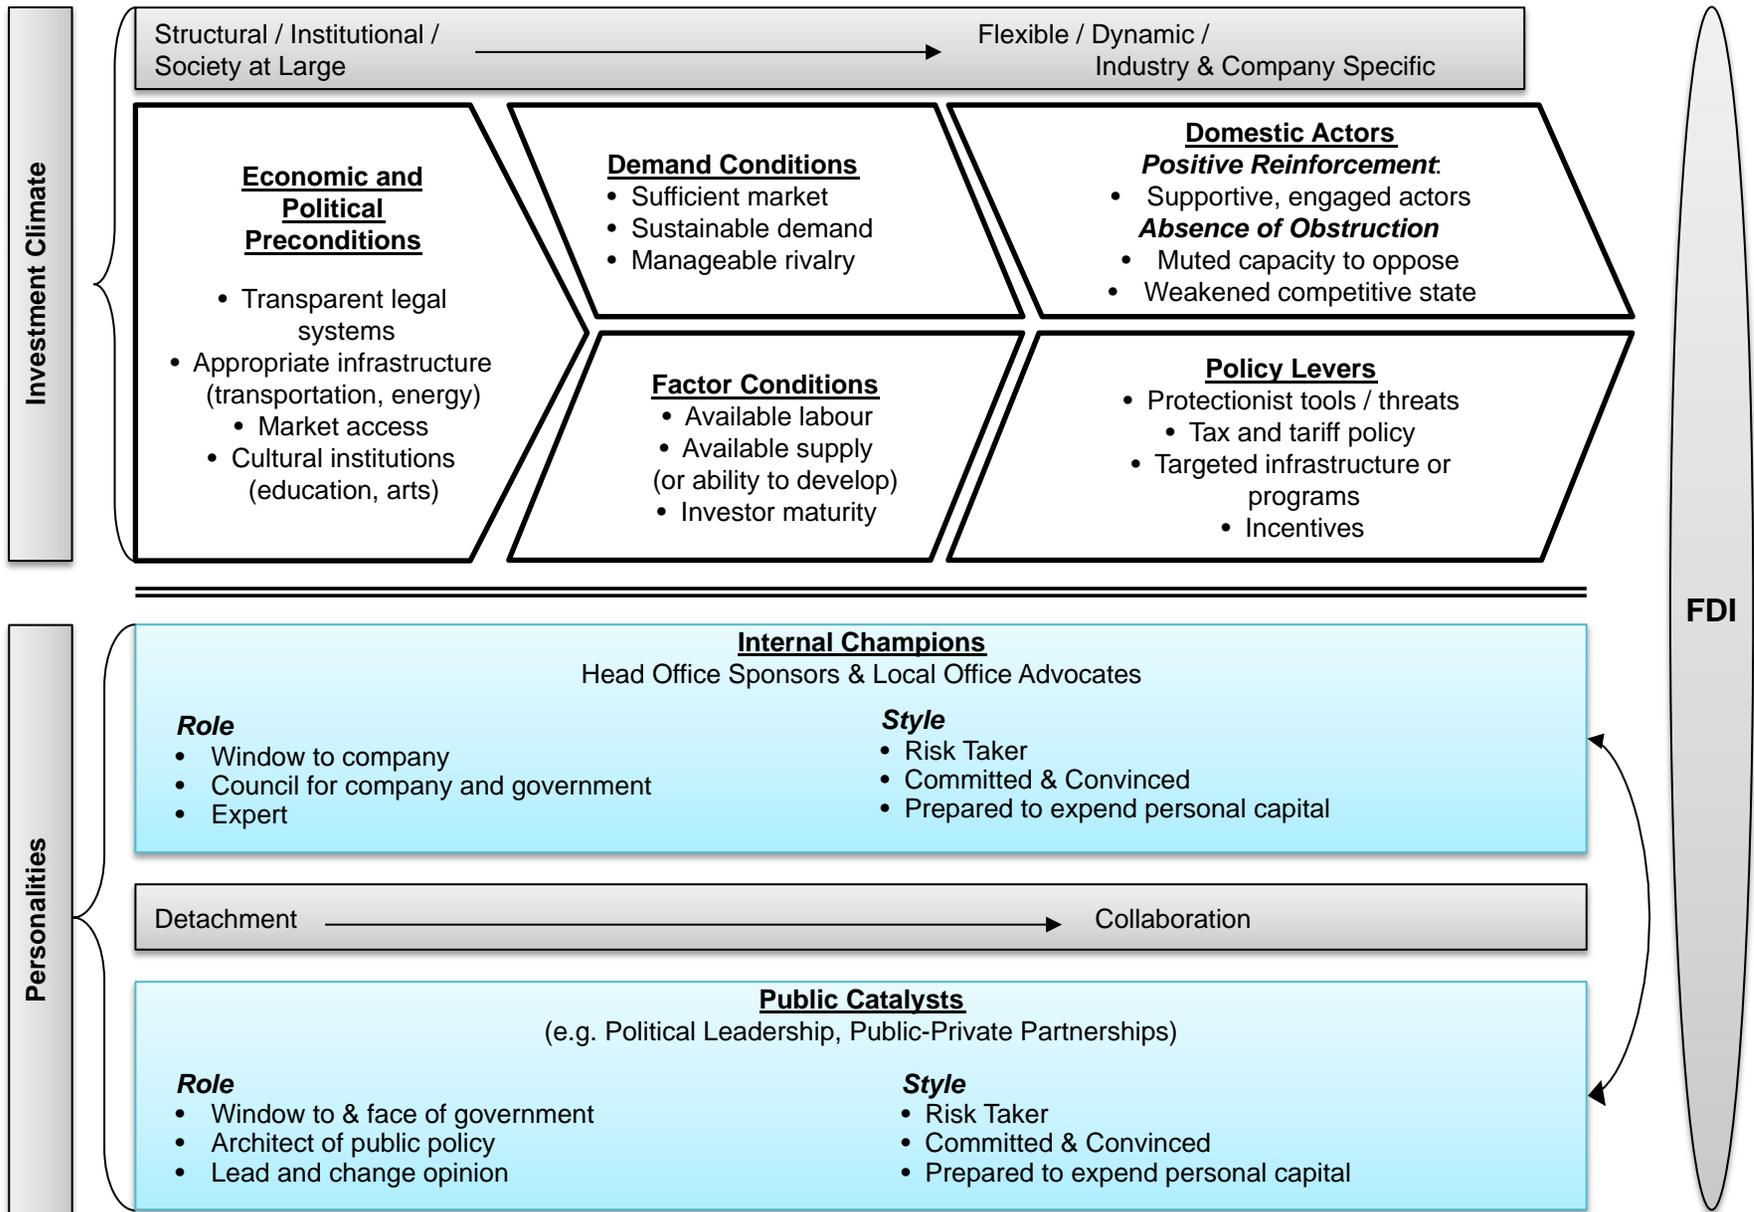 Investment Climate
Structural / Institutional /
Society at Large
Flexible / Dynamic /
Industry & Company Specific
Economic and
Political
Preconditions
• Transparent legal
systems
• Appropriate infrastructure
(transportation, energy)
• Market access
• Cultural institutions
(education, arts)
Demand Conditions
• Sufficient market
• Sustainable demand
• Manageable rivalry
Factor Conditions
• Available labour
• Available supply
(or ability to develop)
• Investor maturity
Domestic Actors
Positive Reinforcement:
• Supportive, engaged actors
Absence of Obstruction
• Muted capacity to oppose
• Weakened competitive state
Policy Levers
• Protectionist tools / threats
• Tax and tariff policy
• Targeted infrastructure or
programs
• Incentives
FDI
Personalities
Internal Champions
Head Office Sponsors & Local Office Advocates
Role
• Window to company
• Council for company and government
• Expert
Style
• Risk Taker
• Committed & Convinced
• Prepared to expend personal capital
Detachment
Collaboration
Public Catalysts
(e.g. Political Leadership, Public-Private Partnerships)
Role
• Window to & face of government
• Architect of public policy
• Lead and change opinion
Style
• Risk Taker
• Committed & Convinced
• Prepared to expend personal capital